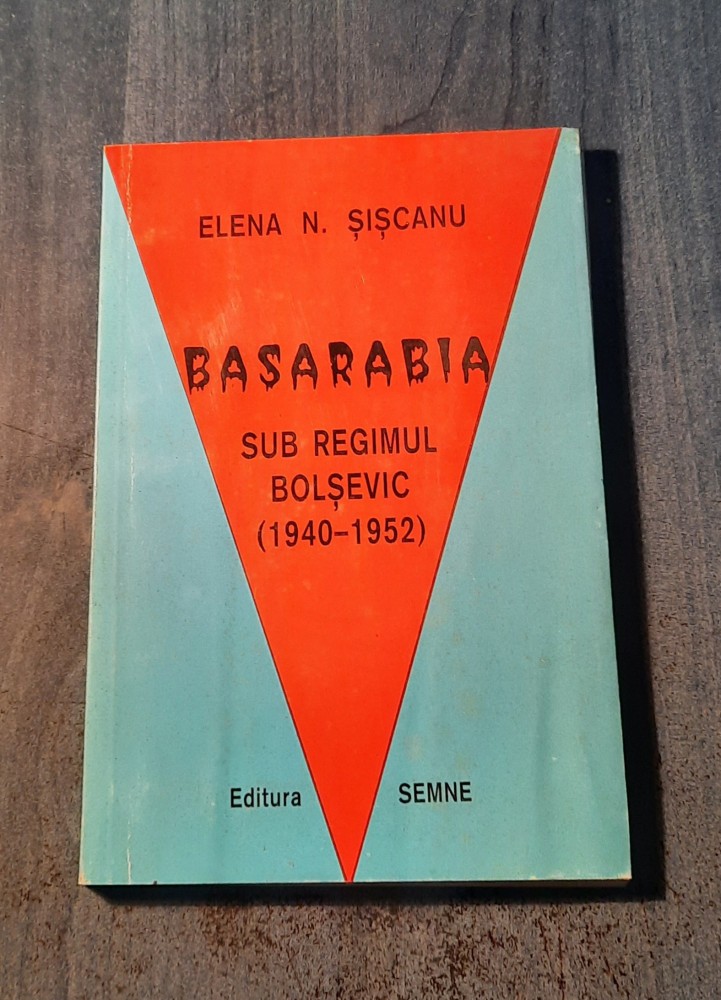 ELENA N. ȘIȘCANU
BASARABIA
SUB REGIMUL
BOLȘEVIC
(1940–1952)
Editura SEMNE